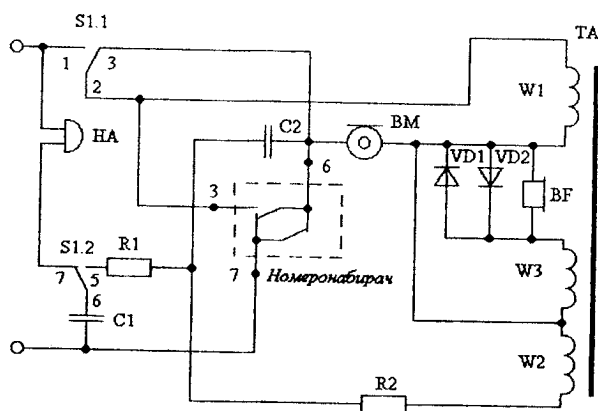 S1.1
TA
1
3
2
W1
HA
C2
BM
6
VD1
VD2
BF
3
S1.2
R1
7
5
6
C1
7
Номеронабирач
W3
W2
R2